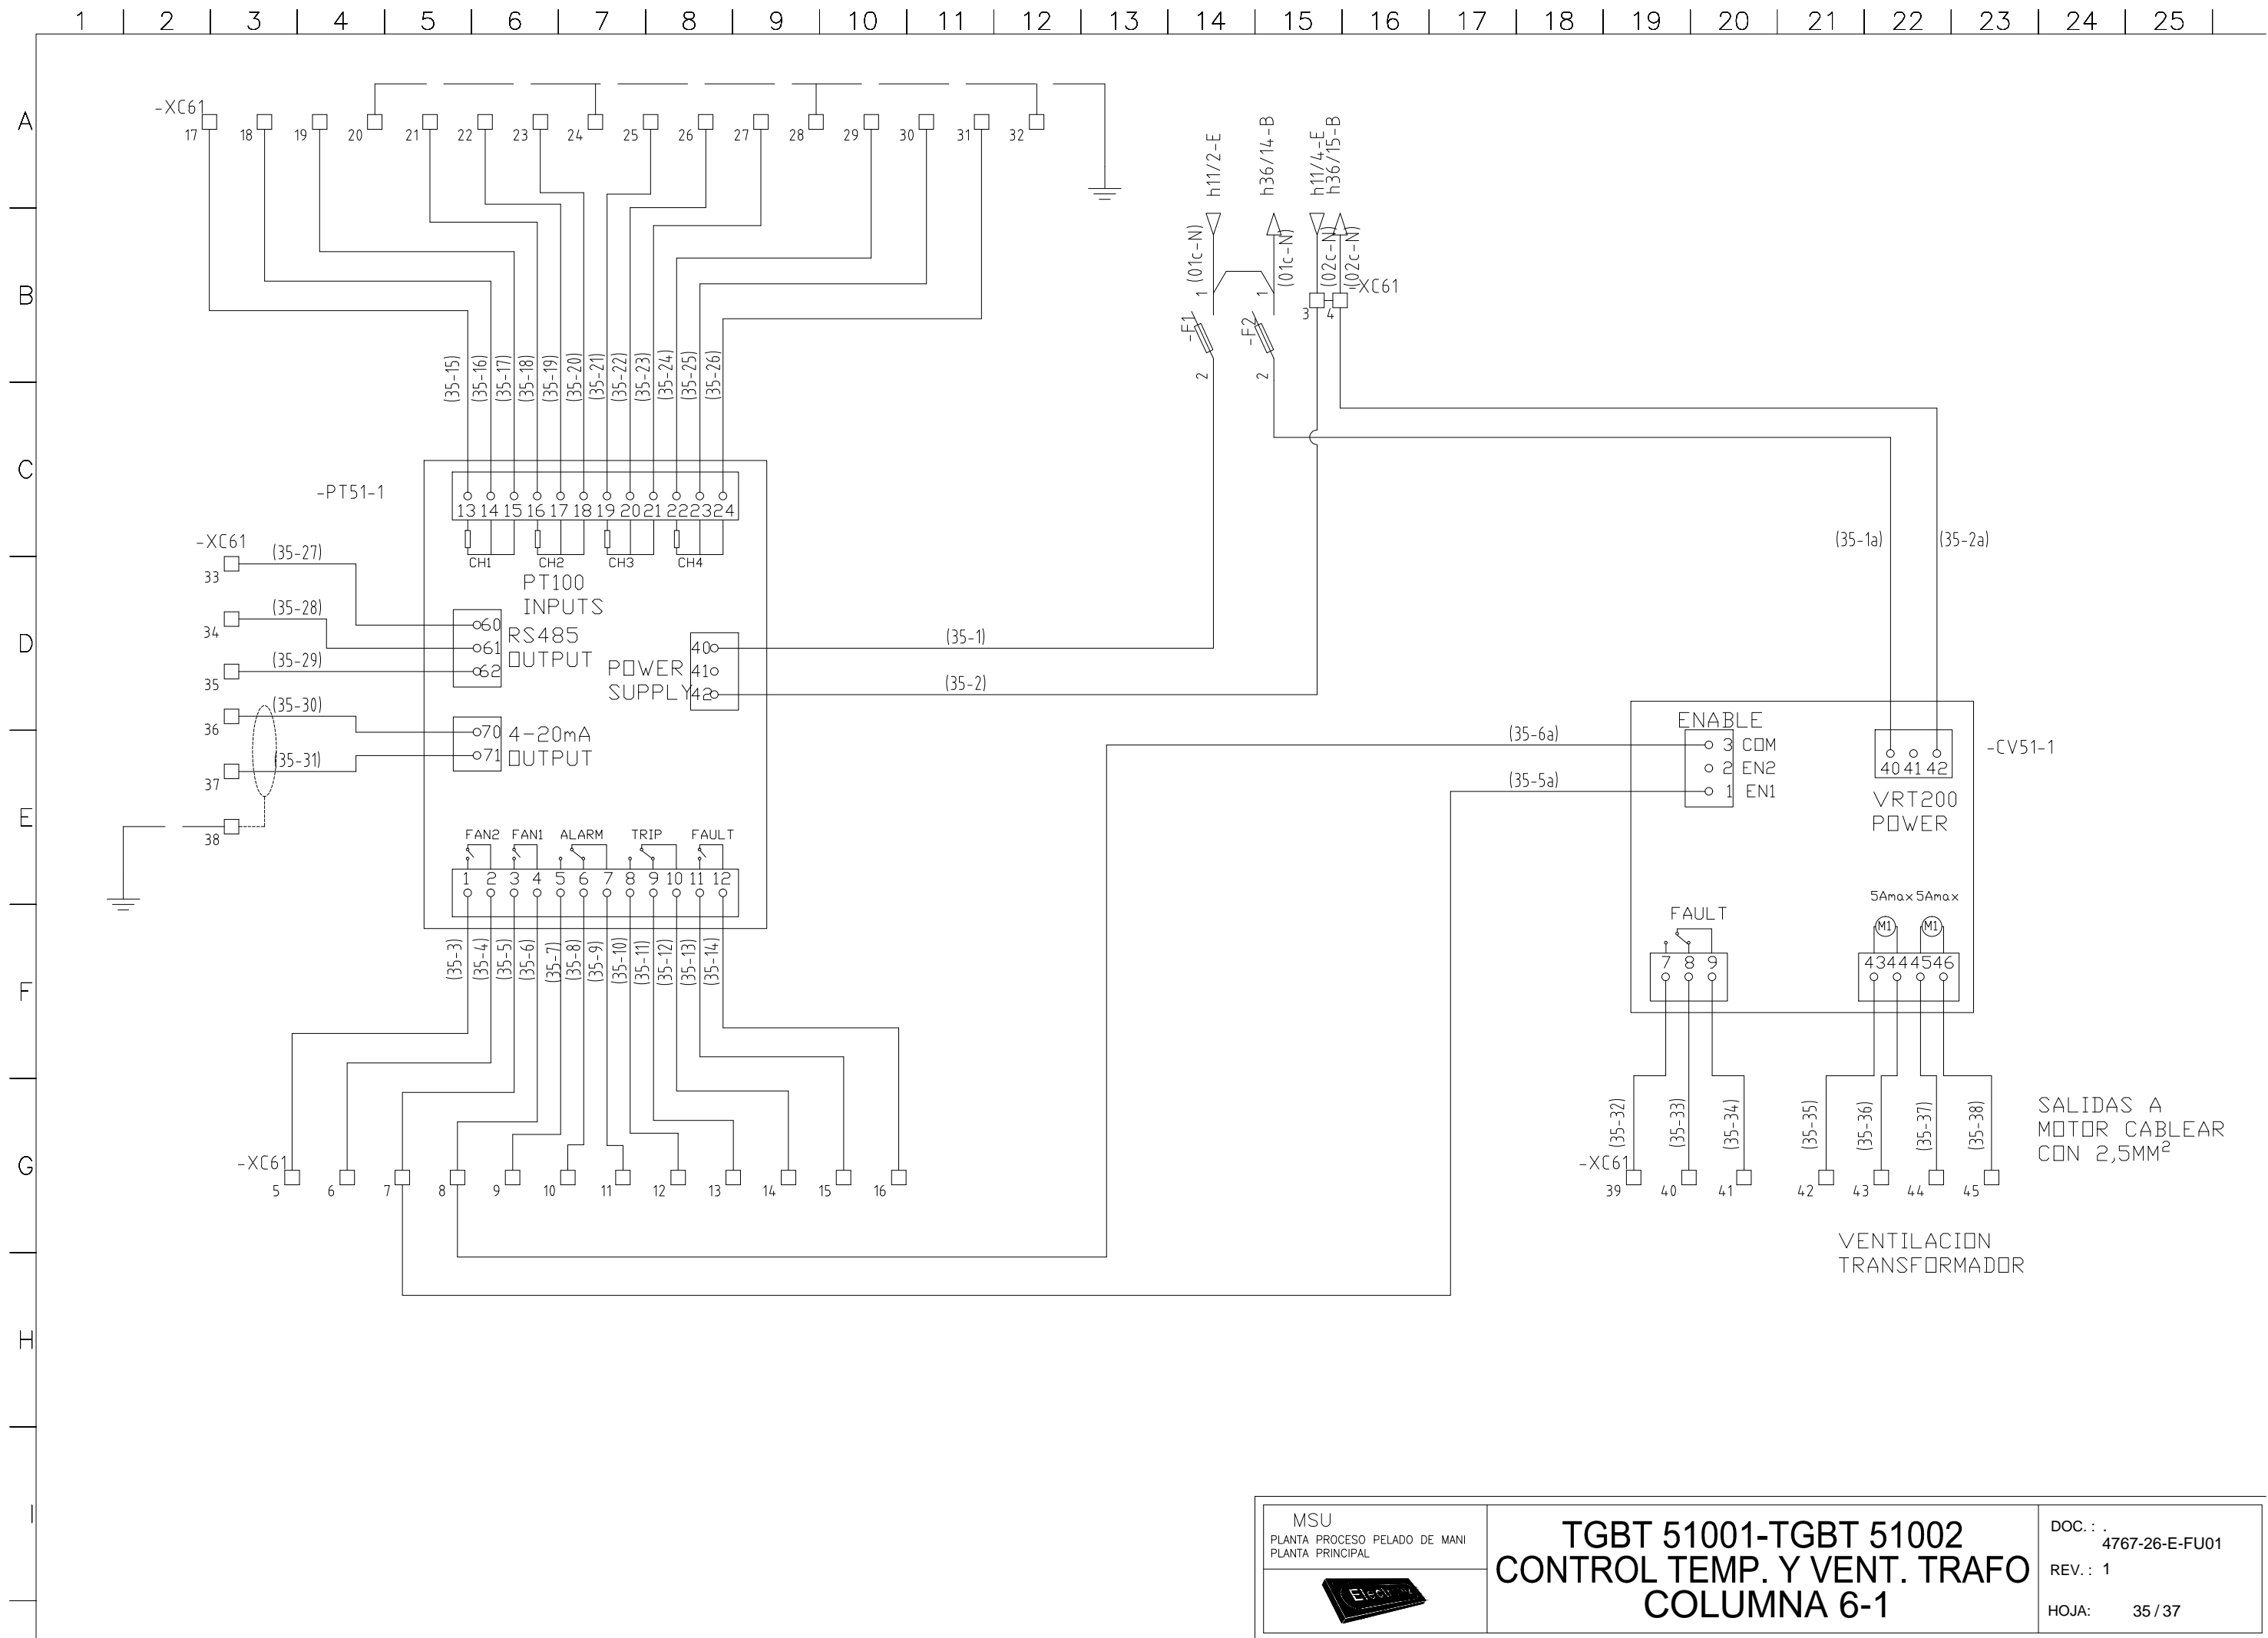 1 2 3 4 5 6 7 8 9 10 11 12 13 14 15 16 17 18 19 20 21 22 23 24 25
A
B
C
D
E
F
G
H
I
-XC61
17 18 19 20 21 22 23 24 25 26 27 28 29 30 31 32
h11/2-E
h36/14-B
h11/4-E
h36/15-B
(01c-N)
(01c-N)
(02c-N)
(02c-N)
-XC61
3 4
1
1
-F1
-F2
2
2
(35-15)
(35-16)
(35-17)
(35-18)
(35-19)
(35-20)
(35-21)
(35-22)
(35-23)
(35-24)
(35-25)
(35-26)
-PT51-1
13 14 15 16 17 18 19 20 21 22 23 24
CH1 CH2 CH3 CH4
PT100
INPUTS
-XC61
33
(35-27)
34
(35-28)
35
(35-29)
36
(35-30)
37
(35-31)
38
60
61
62
RS485
OUTPUT
70
71
4-20mA
OUTPUT
POWER
SUPPLY
40
41
42
(35-1)
(35-2)
(35-1a)
(35-2a)
FAN2 FAN1 ALARM TRIP FAULT
1 2 3 4 5 6 7 8 9 10 11 12
(35-3)
(35-4)
(35-5)
(35-6)
(35-7)
(35-8)
(35-9)
(35-10)
(35-11)
(35-12)
(35-13)
(35-14)
-XC61
5 6 7 8 9 10 11 12 13 14 15 16
(35-6a)
(35-5a)
ENABLE
3 COM
2 EN2
1 EN1
40 41 42
-CV51-1
VRT200
POWER
5Amax 5Amax
M1 M1
FAULT
7 8 9
43 44 45 46
(35-32)
(35-33)
(35-34)
(35-35)
(35-36)
(35-37)
(35-38)
-XC61
39 40 41 42 43 44 45
SALIDAS A
MOTOR CABLEAR
CON 2,5MM²
VENTILACION
TRANSFORMADOR
MSU
PLANTA PROCESO PELADO DE MANI
PLANTA PRINCIPAL
TGBT 51001-TGBT 51002
CONTROL TEMP. Y VENT. TRAFO
COLUMNA 6-1
DOC. : .
4767-26-E-FU01
REV. : 1
HOJA: 35 / 37